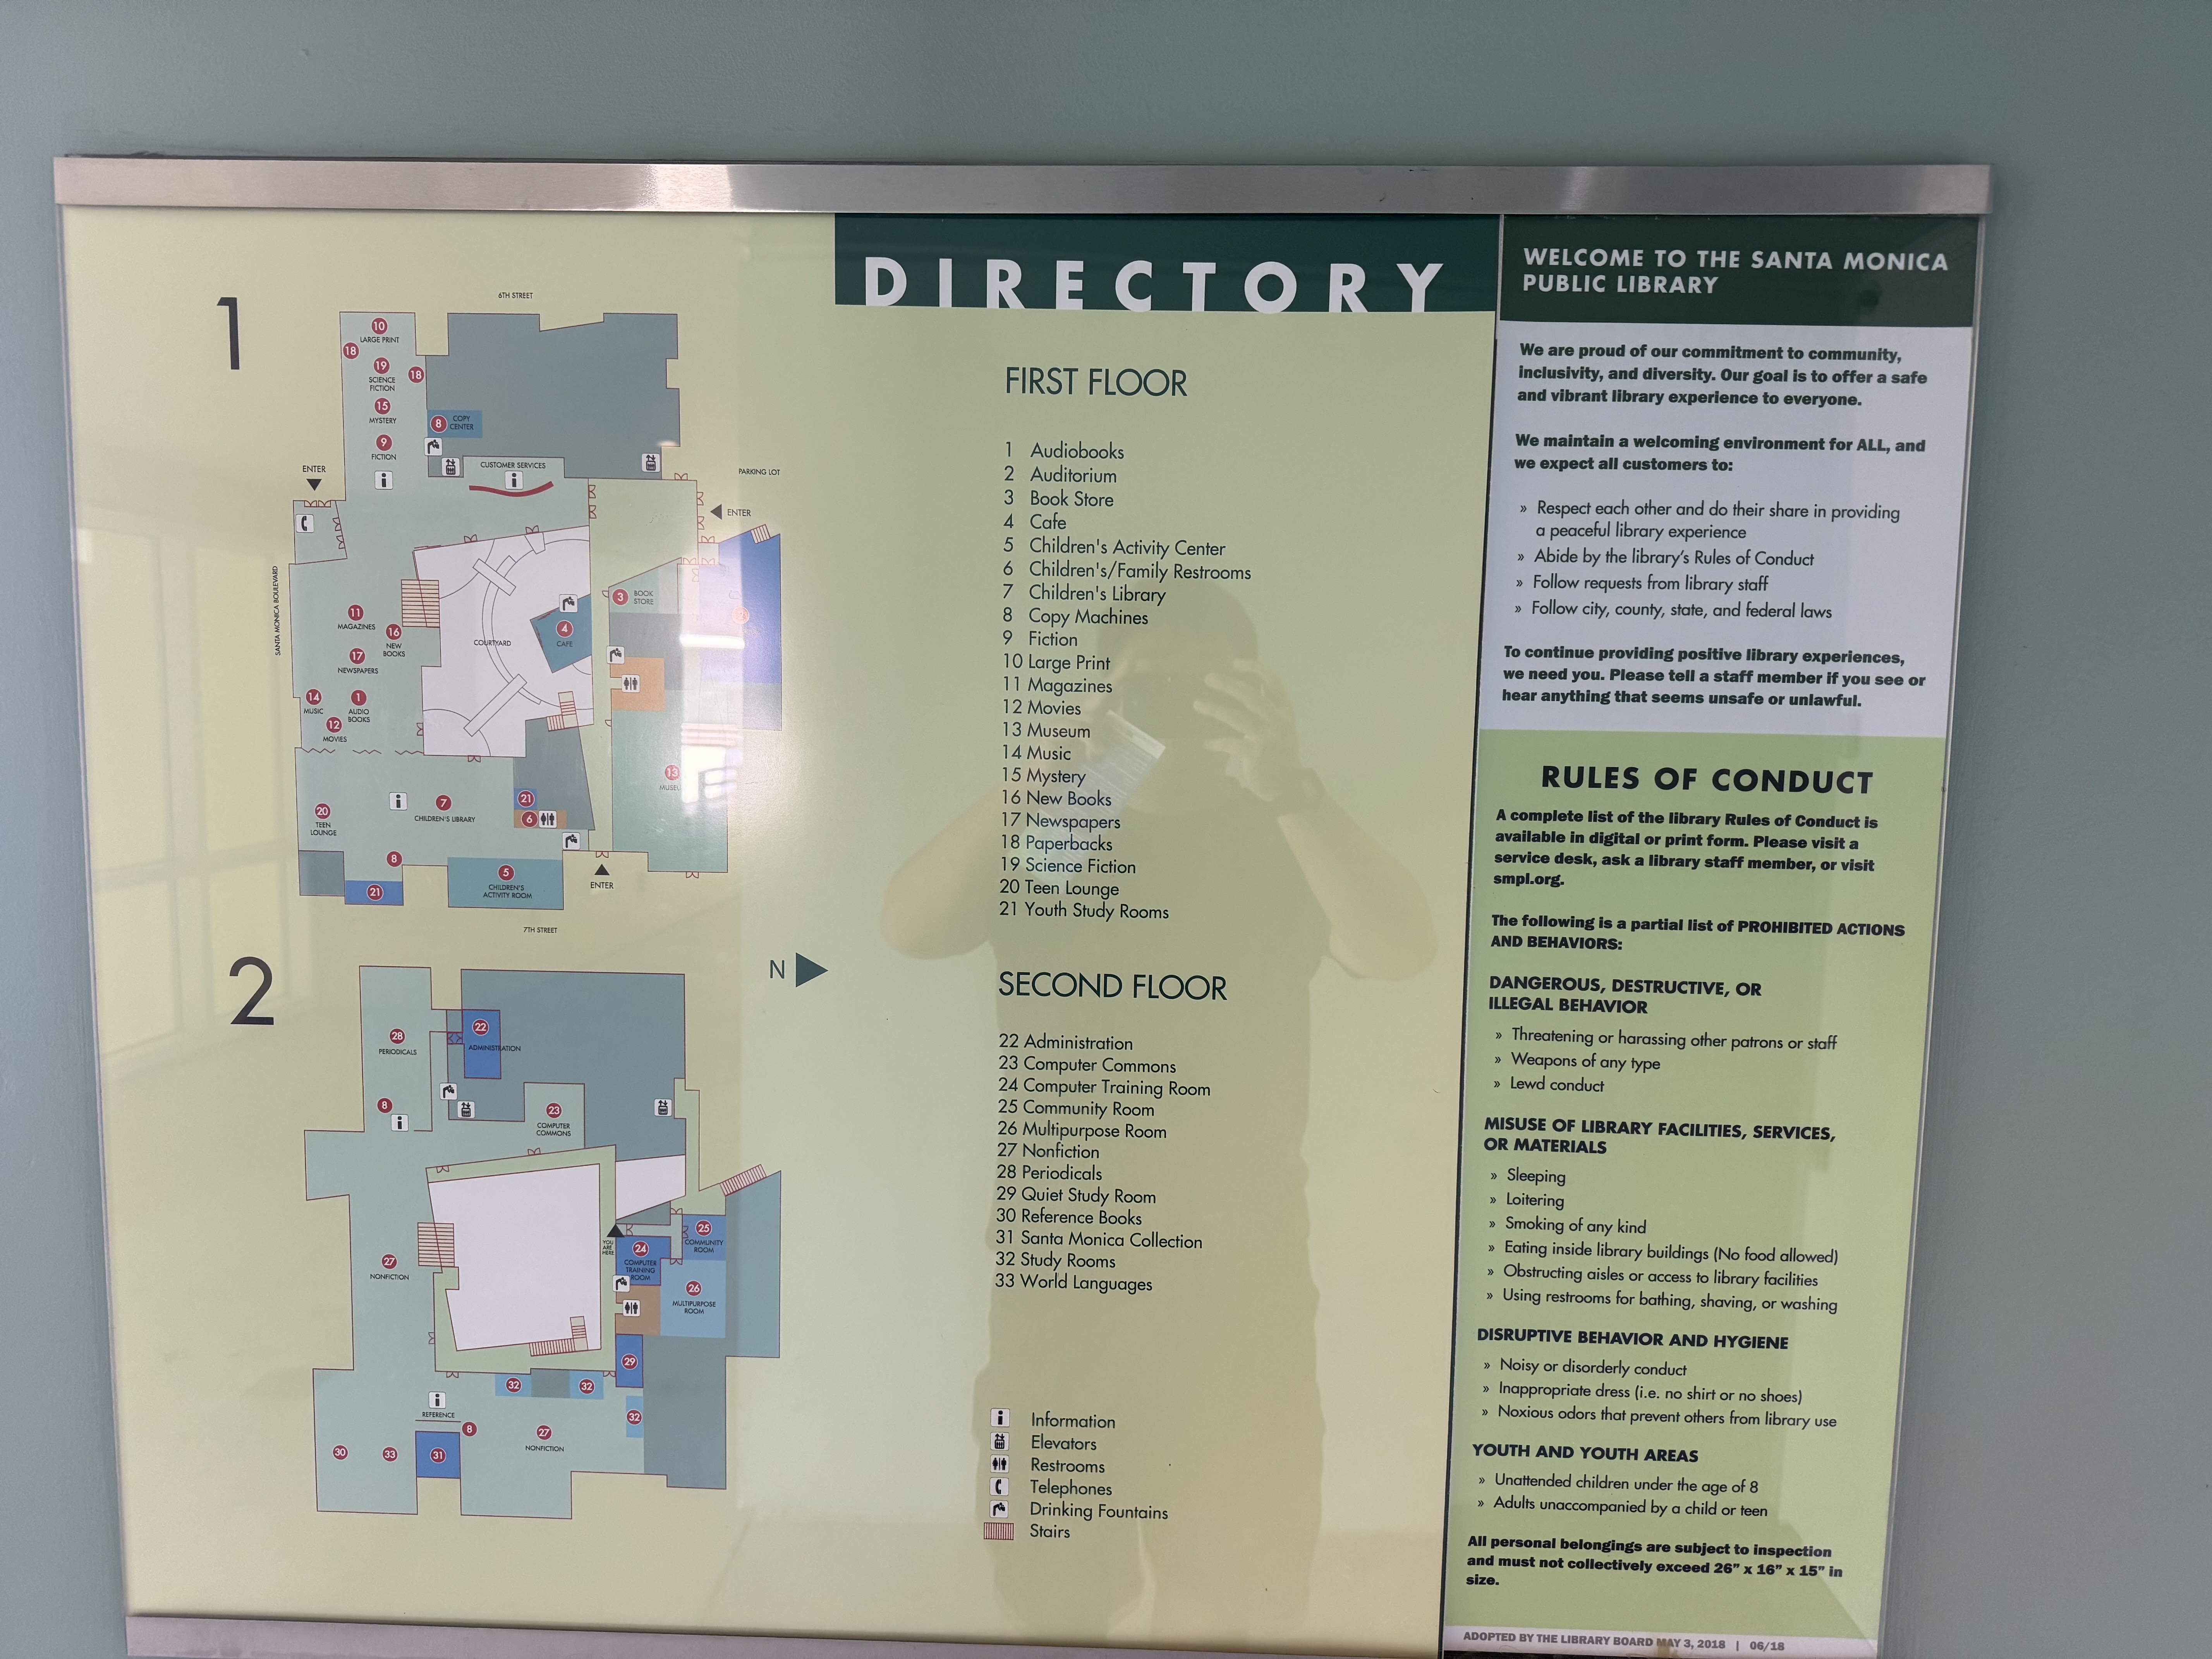 1
6TH STREET
10
LARGE PRINT
18
19
SCIENCE
FICTION
18
15
MYSTERY
9
FICTION
8
COPY
CENTER
CUSTOMER SERVICES
ENTER
PARKING LOT
ENTER
SANTA MONICA BOULEVARD
11
MAGAZINES
16
NEW
BOOKS
17
NEWSPAPERS
14
MUSIC
1
AUDIO
BOOKS
12
MOVIES
COURTYARD
4
CAFE
3
BOOK
STORE
13
20
TEEN
LOUNGE
7
CHILDREN'S LIBRARY
21
6
8
21
5
CHILDREN'S
ACTIVITY ROOM
ENTER
7TH STREET
N
2
28
PERIODICALS
22
ADMINISTRATION
8
23
COMPUTER
COMMONS
27
NONFICTION
YOU
ARE
HERE
24
COMPUTER
TRAINING
ROOM
25
COMMUNITY
ROOM
26
MULTIPURPOSE
ROOM
29
32
32
32
REFERENCE
8
27
NONFICTION
30
33
31
DIRECTORY
FIRST FLOOR
1 Audiobooks
2 Auditorium
3 Book Store
4 Cafe
5 Children's Activity Center
6 Children's/Family Restrooms
7 Children's Library
8 Copy Machines
9 Fiction
10 Large Print
11 Magazines
12 Movies
13 Museum
14 Music
15 Mystery
16 New Books
17 Newspapers
18 Paperbacks
19 Science Fiction
20 Teen Lounge
21 Youth Study Rooms
SECOND FLOOR
22 Administration
23 Computer Commons
24 Computer Training Room
25 Community Room
26 Multipurpose Room
27 Nonfiction
28 Periodicals
29 Quiet Study Room
30 Reference Books
31 Santa Monica Collection
32 Study Rooms
33 World Languages
Information
Elevators
Restrooms
Telephones
Drinking Fountains
Stairs
WELCOME TO THE SANTA MONICA
PUBLIC LIBRARY
We are proud of our commitment to community,
inclusivity, and diversity. Our goal is to offer a safe
and vibrant library experience to everyone.
We maintain a welcoming environment for ALL, and
we expect all customers to:
» Respect each other and do their share in providing
a peaceful library experience
» Abide by the library's Rules of Conduct
» Follow requests from library staff
» Follow city, county, state, and federal laws
To continue providing positive library experiences,
we need you. Please tell a staff member if you see or
hear anything that seems unsafe or unlawful.
RULES OF CONDUCT
A complete list of the library Rules of Conduct is
available in digital or print form. Please visit a
service desk, ask a library staff member, or visit
smpl.org.
The following is a partial list of PROHIBITED ACTIONS
AND BEHAVIORS:
DANGEROUS, DESTRUCTIVE, OR
ILLEGAL BEHAVIOR
» Threatening or harassing other patrons or staff
» Weapons of any type
» Lewd conduct
MISUSE OF LIBRARY FACILITIES, SERVICES,
OR MATERIALS
» Sleeping
» Loitering
» Smoking of any kind
» Eating inside library buildings (No food allowed)
» Obstructing aisles or access to library facilities
» Using restrooms for bathing, shaving, or washing
DISRUPTIVE BEHAVIOR AND HYGIENE
» Noisy or disorderly conduct
» Inappropriate dress (i.e. no shirt or no shoes)
» Noxious odors that prevent others from library use
YOUTH AND YOUTH AREAS
» Unattended children under the age of 8
» Adults unaccompanied by a child or teen
All personal belongings are subject to inspection
and must not collectively exceed 26" x 16" x 15" in
size.
ADOPTED BY THE LIBRARY BOARD MAY 3, 2018 | 06/18